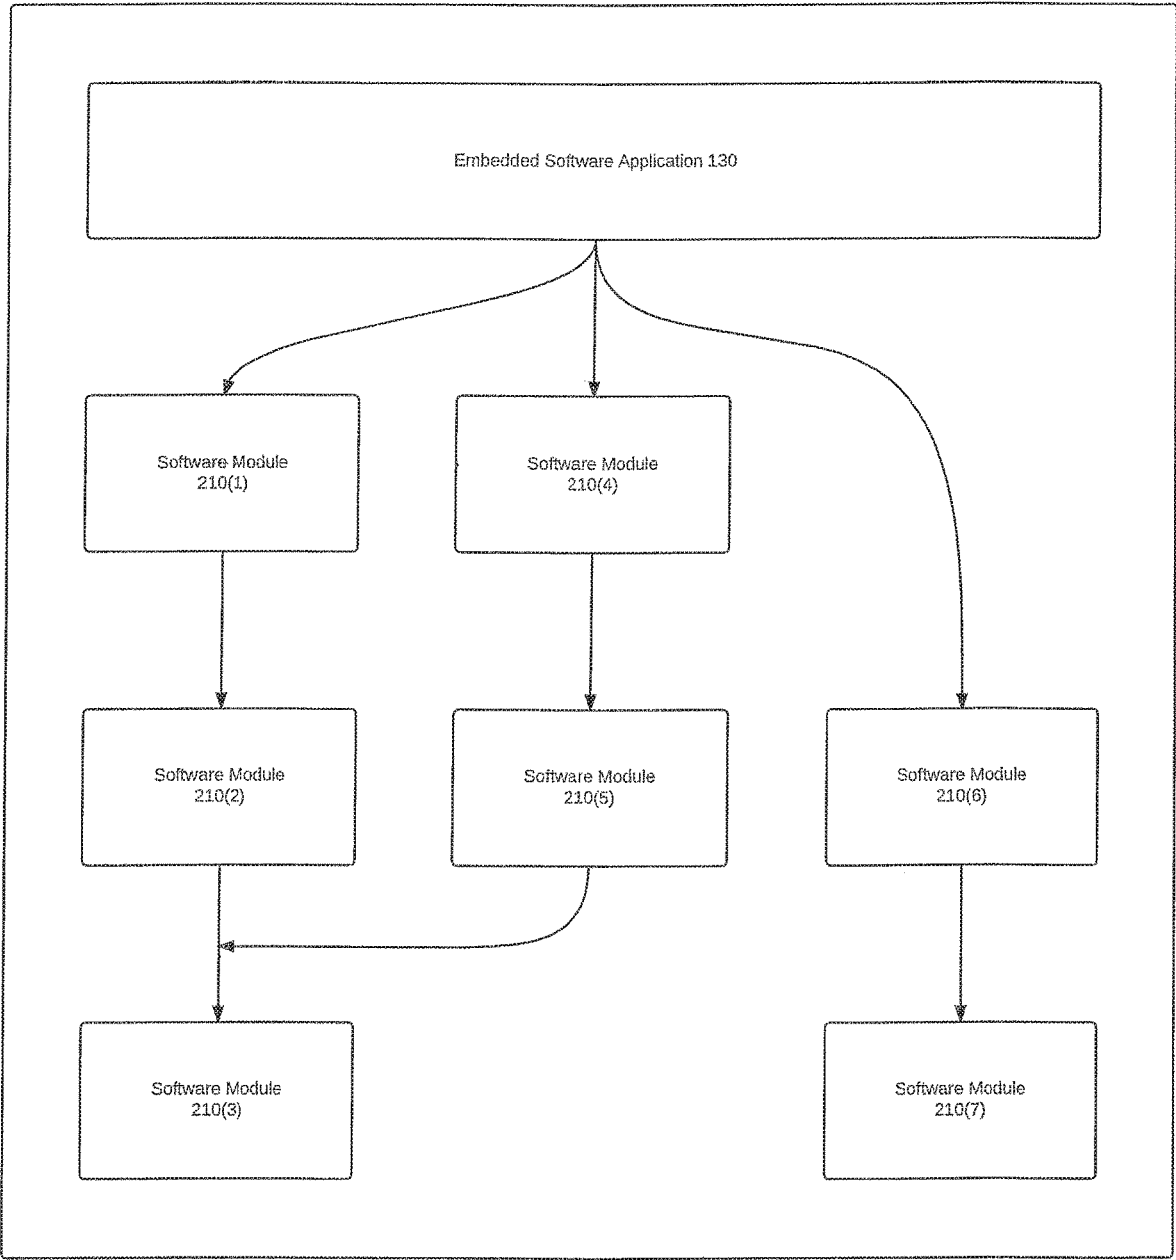 Embedded Software Application 130
Software Module
210(1)
Software Module
210(4)
Software Module
210(2)
Software Module
210(5)
Software Module
210(6)
Software Module
210(3)
Software Module
210(7)